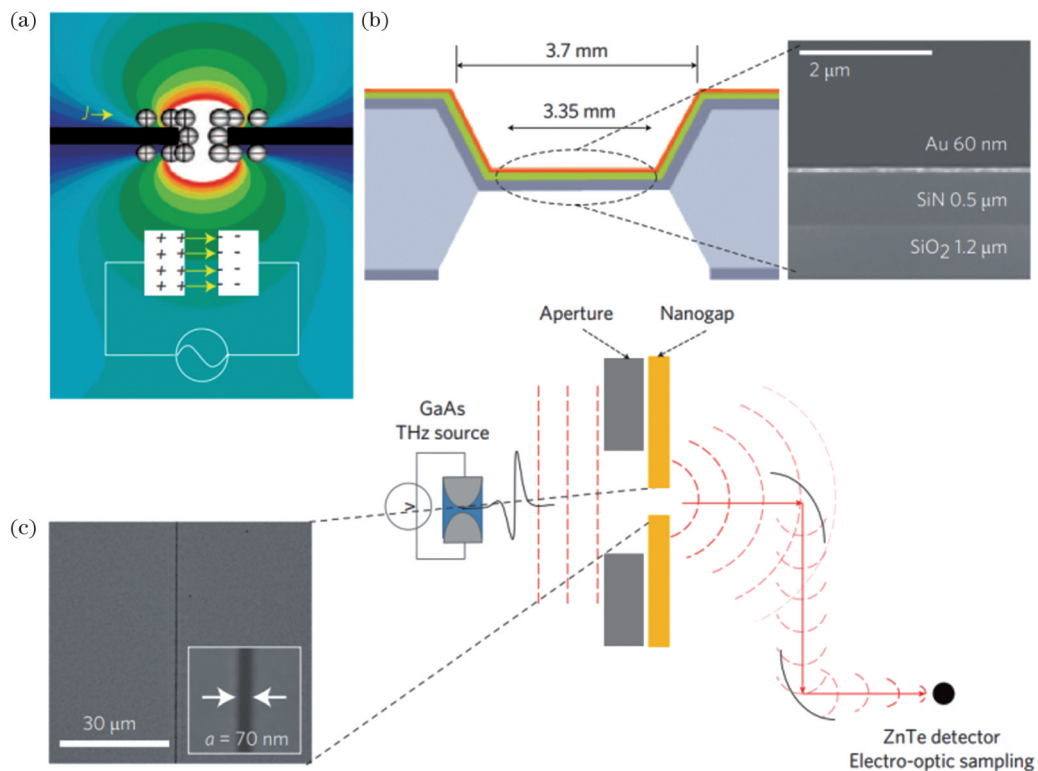 (a)
J
+ + - -
+ + - -
+ + - -
+ + - -
(b)
3.7 mm
3.35 mm
2 μm
Au 60 nm
SiN 0.5 μm
SiO2 1.2 μm
Aperture
Nanogap
GaAs
THz source
V
(c)
30 μm
a = 70 nm
ZnTe detector
Electro-optic sampling